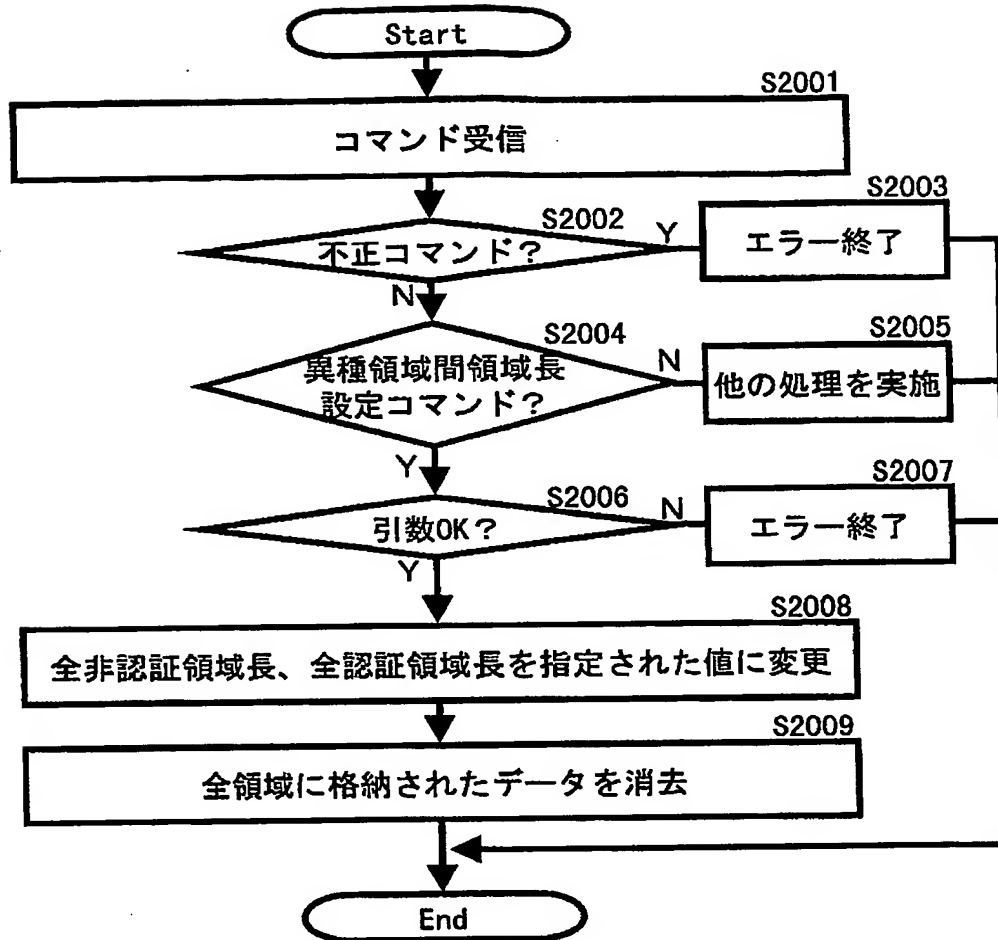 Start
S2001
コマンド受信
S2002
不正コマンド?
Y
N
S2003
エラー終了
S2004
異種領域間領域長
設定コマンド?
N
Y
S2005
他の処理を実施
S2006
引数OK?
N
Y
S2007
エラー終了
S2008
全非認証領域長、全認証領域長を指定された値に変更
S2009
全領域に格納されたデータを消去
End